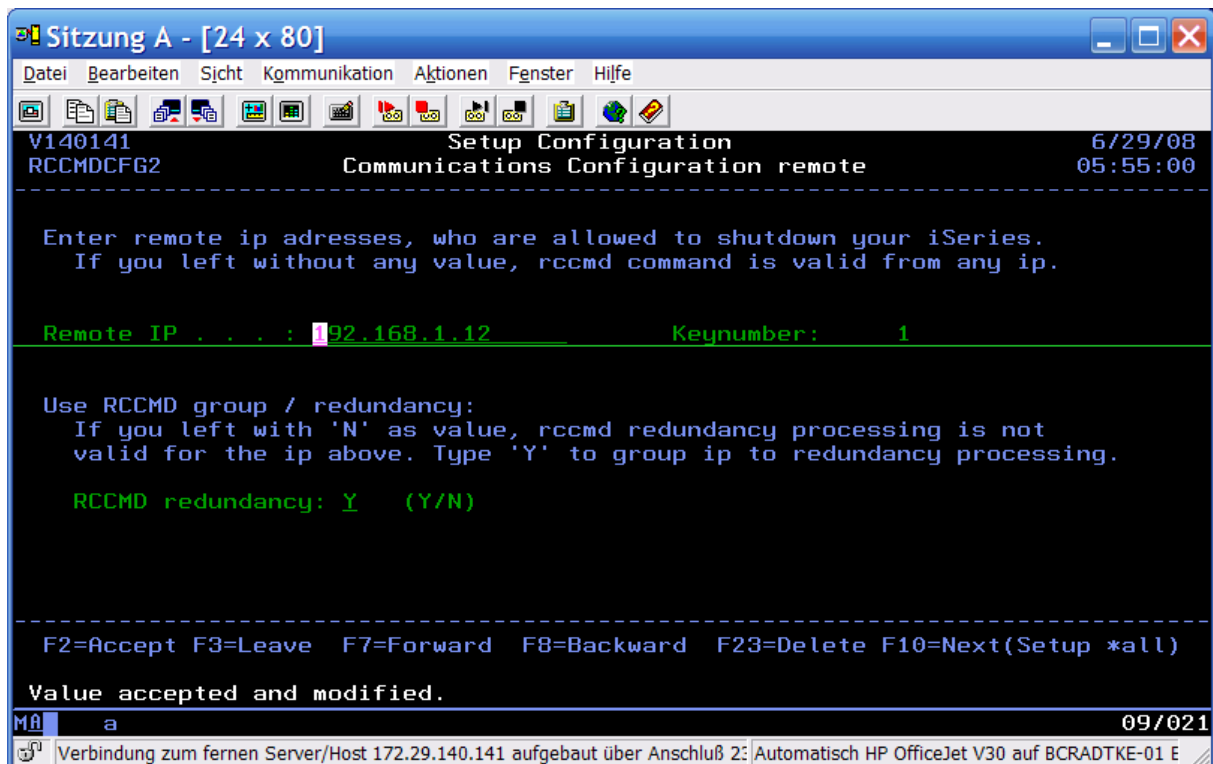 Sitzung A - [24 x 80]
Datei Bearbeiten Sicht Kommunikation Aktionen Fenster Hilfe
V140141 Setup Configuration 6/29/08
RCCMDCFG2 Communications Configuration remote 05:55:00
Enter remote ip adresses, who are allowed to shutdown your iSeries.
If you left without any value, rccmd command is valid from any ip.
Remote IP . . . : 192.168.1.12 Keynumber: 1
Use RCCMD group / redundancy:
If you left with 'N' as value, rccmd redundancy processing is not
valid for the ip above. Type 'Y' to group ip to redundancy processing.
RCCMD redundancy: Y (Y/N)
F2=Accept F3=Leave F7=Forward F8=Backward F23=Delete F10=Next(Setup *all)
Value accepted and modified.
MA a 09/021
Verbindung zum fernen Server/Host 172.29.140.141 aufgebaut über Anschluß 23 Automatisch HP OfficeJet V30 auf BCRADTKE-01 E